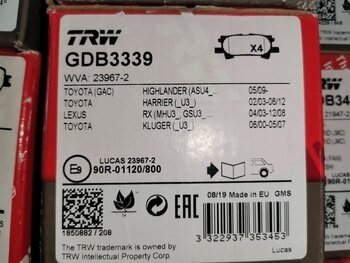 TRW
X4
GDB3339
WVA: 23967-2
TOYOTA (GAC) HIGHLANDER (ASU4_ 05/09-
TOYOTA HARRIER (_U3_) 02/03-06/12
LEXUS RX (MHU3_ GSU3_ 04/03-12/08
TOYOTA KLUGER (_U3_) 06/00-05/07
LUCAS 23967-2
90R-01120/800
08/19 Made in EU GMS
EAC
1850882 / 208
The TRW trademark is owned by
TRW Intellectual Property Corp.
3 322937 353453
Lucas